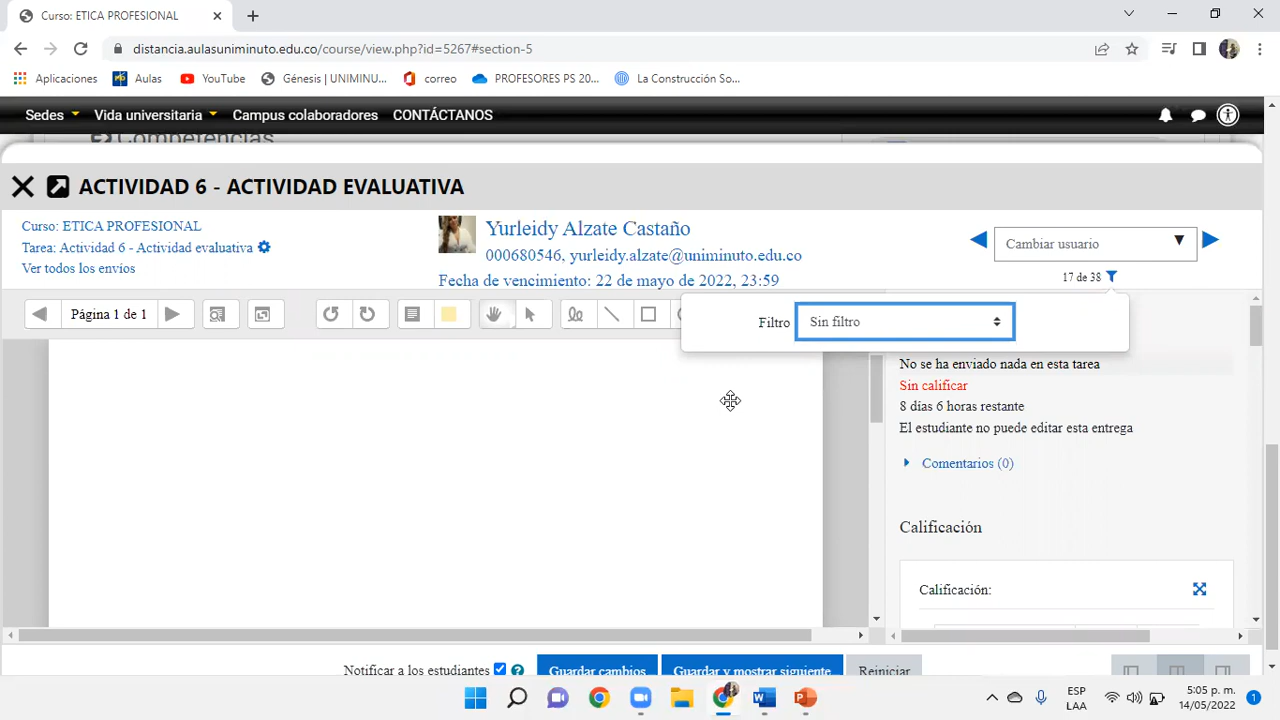 Curso: ETICA PROFESIONAL
distancia.aulasuniminuto.edu.co/course/view.php?id=5267#section-5
Aplicaciones Aulas YouTube Génesis | UNIMINU... correo PROFESORES PS 20... La Construcción So...
Sedes Vida universitaria Campus colaboradores CONTÁCTANOS
Competencias
ACTIVIDAD 6 - ACTIVIDAD EVALUATIVA
Curso: ETICA PROFESIONAL
Tarea: Actividad 6 - Actividad evaluativa
Ver todos los envíos
Yurleidy Alzate Castaño
000680546, yurleidy.alzate@uniminuto.edu.co
Fecha de vencimiento: 22 de mayo de 2022, 23:59
Cambiar usuario
17 de 38
Página 1 de 1
Filtro Sin filtro
No se ha enviado nada en esta tarea
Sin calificar
8 días 6 horas restante
El estudiante no puede editar esta entrega
Comentarios (0)
Calificación
Calificación:
Notificar a los estudiantes Guardar cambios Guardar y mostrar siguiente Reiniciar
ESP
LAA
5:05 p. m.
14/05/2022
1